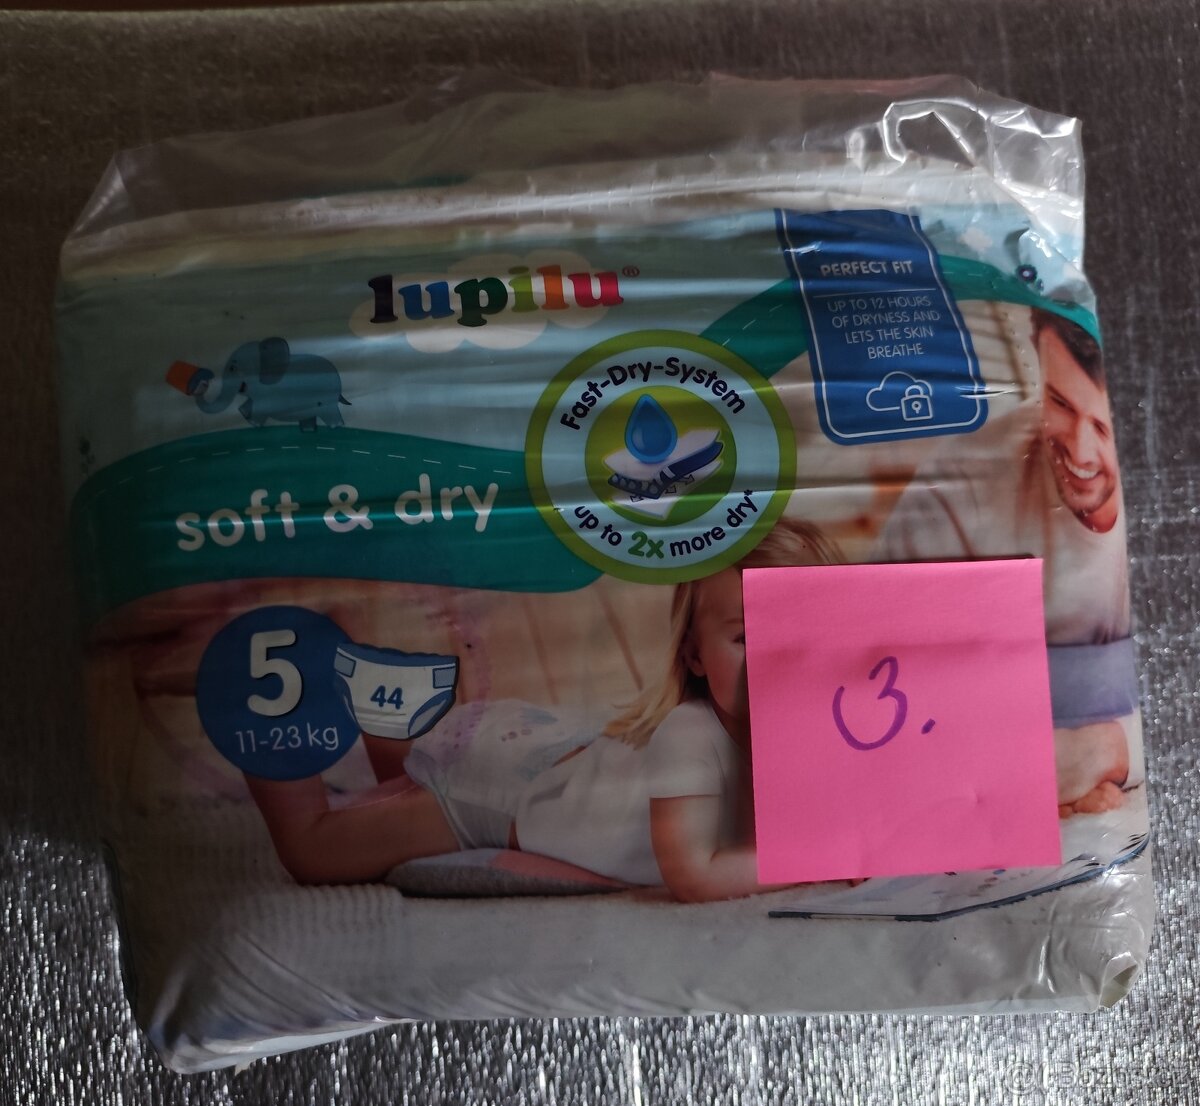 lupilu®
PERFECT FIT
UP TO 12 HOURS
OF DRYNESS AND
LETS THE SKIN
BREATHE
Fast-Dry-System
up to 2x more dry*
soft & dry
5
11-23 kg
44
3.